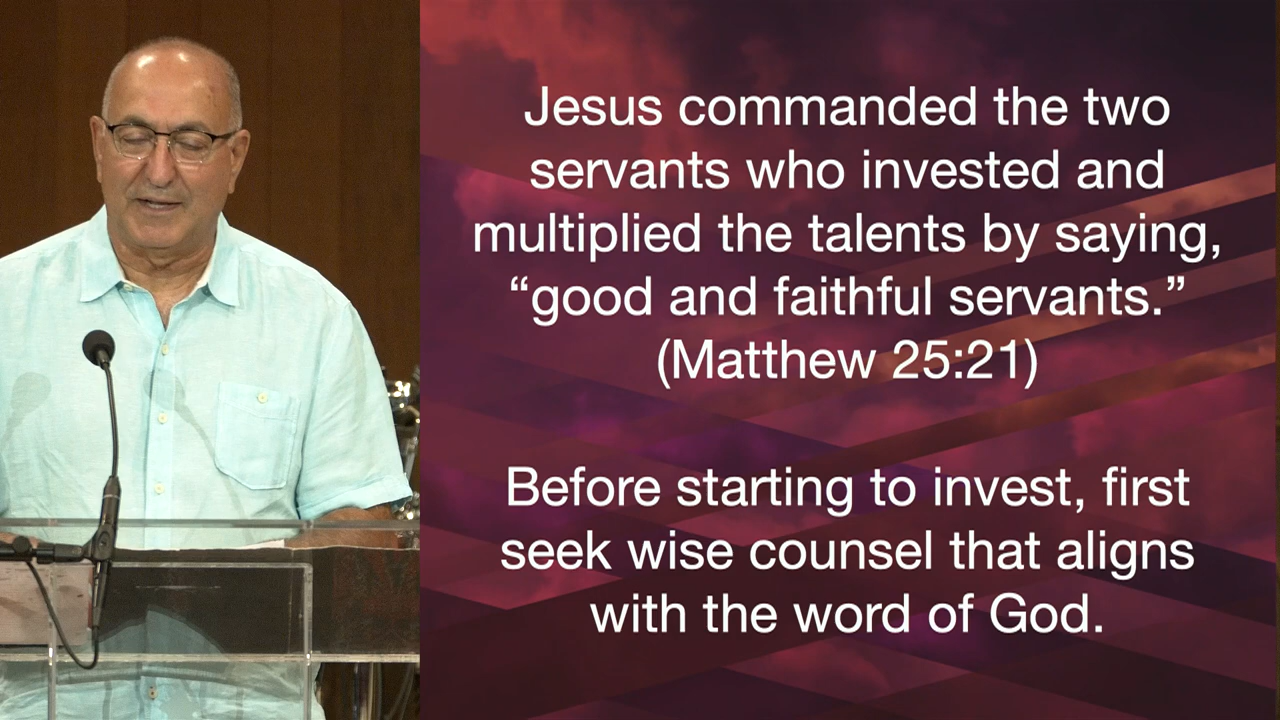 Jesus commanded the two
servants who invested and
multiplied the talents by saying,
“good and faithful servants.”
(Matthew 25:21)
Before starting to invest, first
seek wise counsel that aligns
with the word of God.